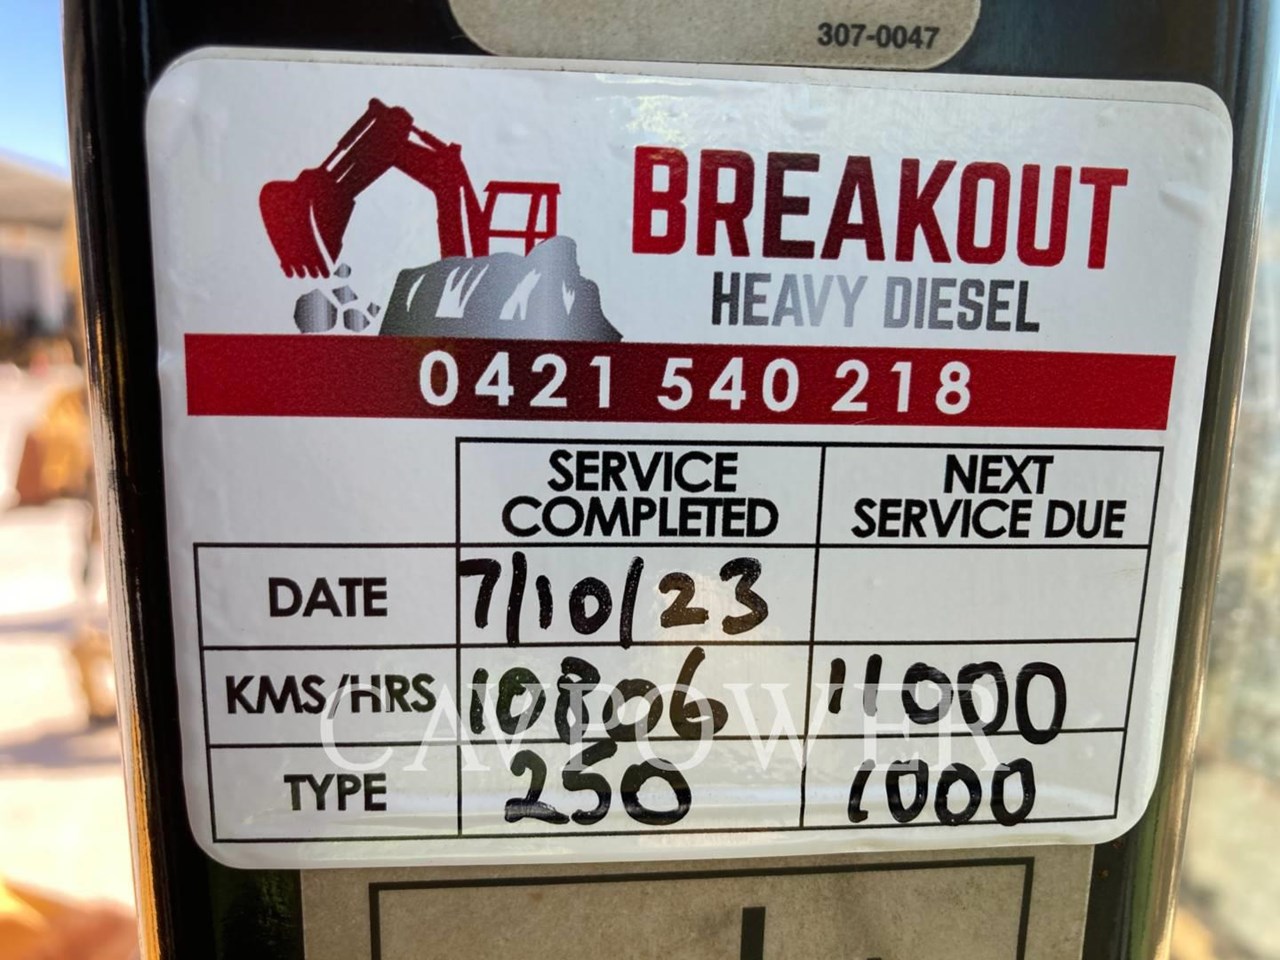 307-0047
BREAKOUT
HEAVY DIESEL
0421 540 218
SERVICE COMPLETED NEXT SERVICE DUE
DATE 7/10/23
KMS/HRS 10806 11000
TYPE 250 1000
CAVPOWER